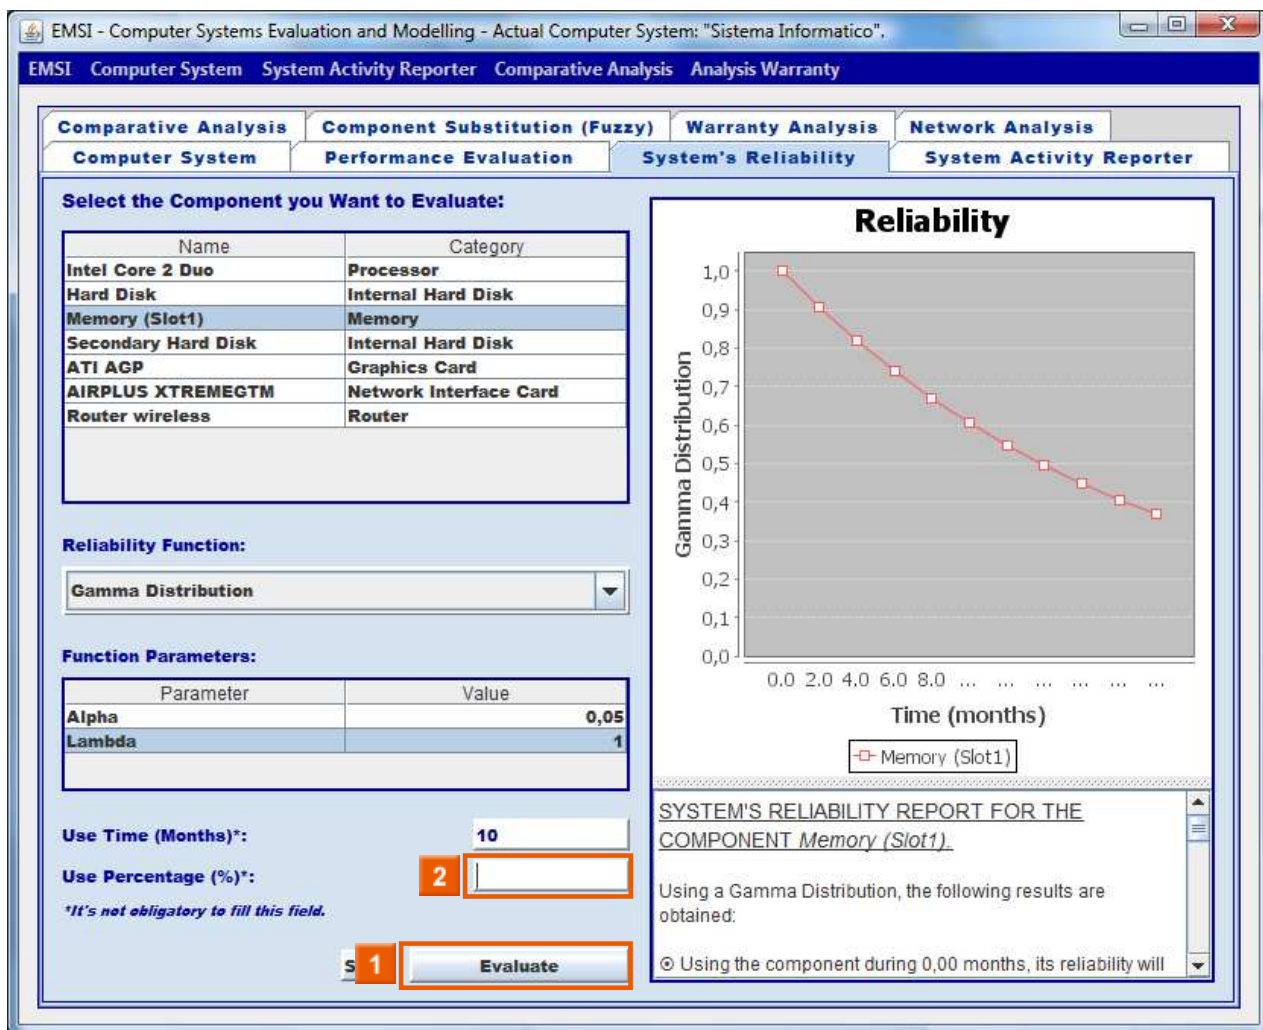 EMSI - Computer Systems Evaluation and Modelling - Actual Computer System: "Sistema Informatico".
EMSI Computer System System Activity Reporter Comparative Analysis Analysis Warranty
Comparative Analysis Component Substitution (Fuzzy) Warranty Analysis Network Analysis
Computer System Performance Evaluation System's Reliability System Activity Reporter
Select the Component you Want to Evaluate:
Name Category
Intel Core 2 Duo Processor
Hard Disk Internal Hard Disk
Memory (Slot1) Memory
Secondary Hard Disk Internal Hard Disk
ATI AGP Graphics Card
AIRPLUS XTREMEGTM Network Interface Card
Router wireless Router
Reliability Function:
Gamma Distribution
Function Parameters:
Parameter Value
Alpha 0,05
Lambda 1
Use Time (Months)*: 10
Use Percentage (%)*: 2
*It's not obligatory to fill this field.
S 1 Evaluate
Reliability
Gamma Distribution
1,0
0,9
0,8
0,7
0,6
0,5
0,4
0,3
0,2
0,1
0,0
0.0 2.0 4.0 6.0 8.0 ... ... ... ... ... ...
Time (months)
Memory (Slot1)
SYSTEM'S RELIABILITY REPORT FOR THE
COMPONENT Memory (Slot1).
Using a Gamma Distribution, the following results are
obtained:
⊙ Using the component during 0,00 months, its reliability will